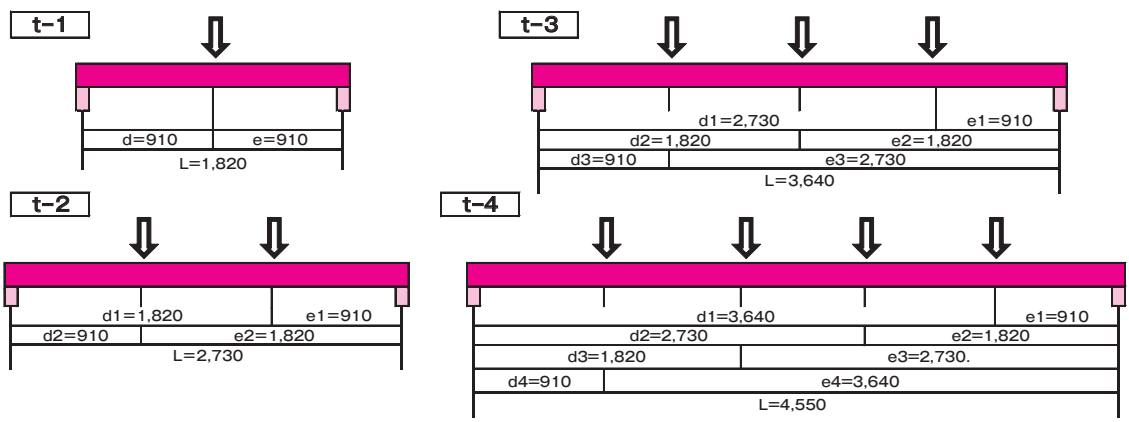 t-1
d=910 e=910
L=1,820
t-2
d1=1,820 e1=910
d2=910 e2=1,820
L=2,730
t-3
d1=2,730 e1=910
d2=1,820 e2=1,820
d3=910 e3=2,730
L=3,640
t-4
d1=3,640 e1=910
d2=2,730 e2=1,820
d3=1,820 e3=2,730.
d4=910 e4=3,640
L=4,550